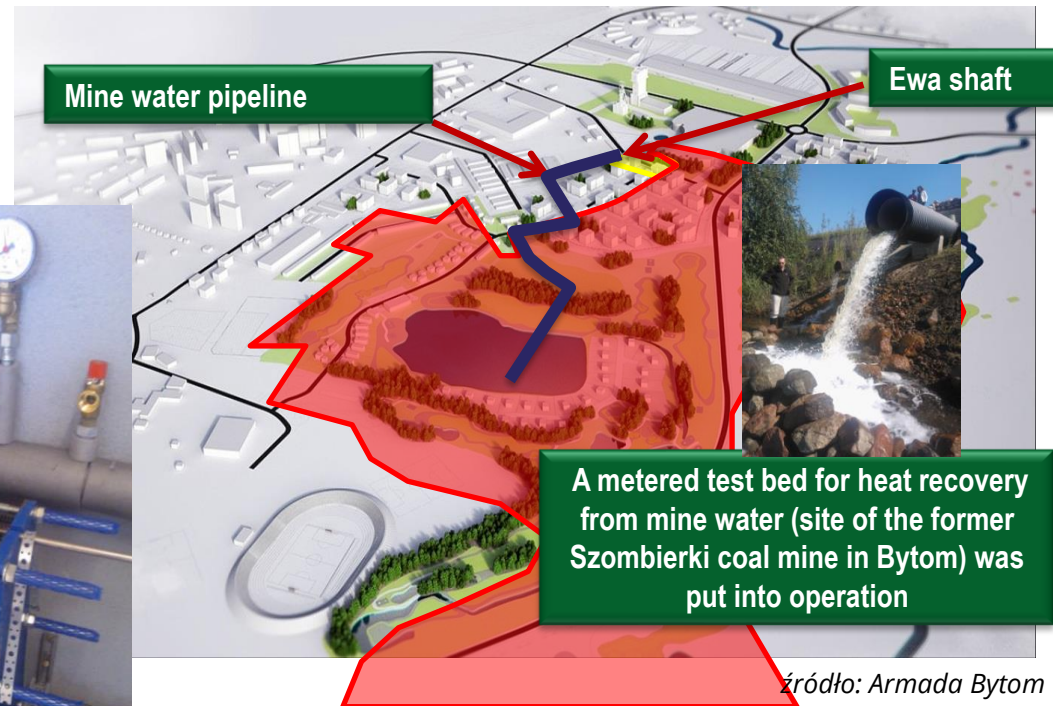 Mine water pipeline
Ewa shaft
A metered test bed for heat recovery
from mine water (site of the former
Szombierki coal mine in Bytom) was
put into operation
źródło: Armada Bytom